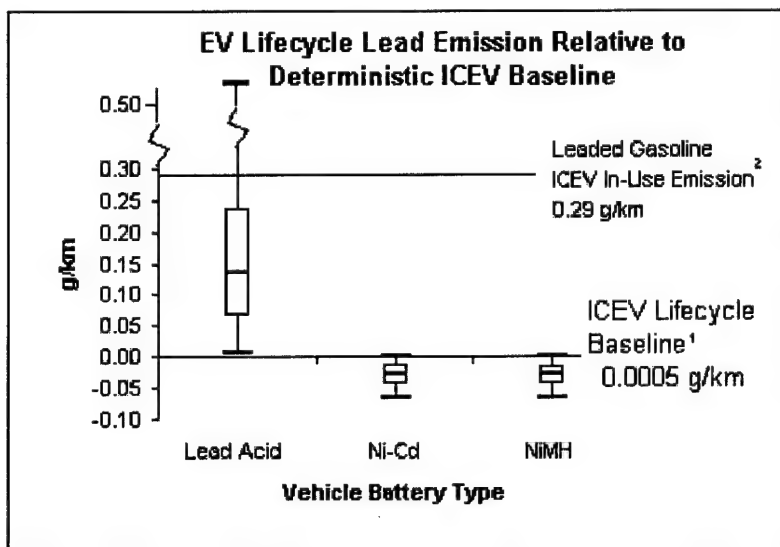 EV Lifecycle Lead Emission Relative to
Deterministic ICEV Baseline
0.50
0.30
0.25
0.20
0.15
0.10
0.05
0.00
-0.05
-0.10
g/km
Leaded Gasoline
ICEV In-Use Emission²
0.29 g/km
ICEV Lifecycle
Baseline¹
0.0005 g/km
Lead Acid
Ni-Cd
NiMH
Vehicle Battery Type